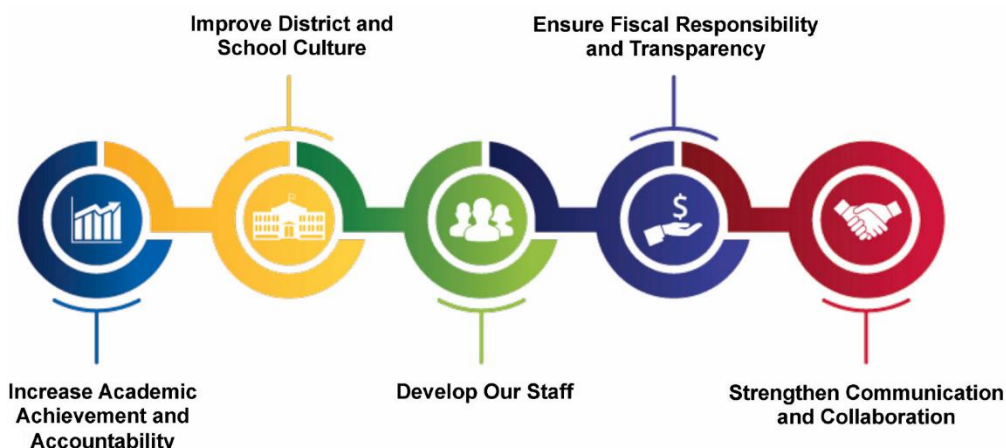 Improve District and
School Culture
Ensure Fiscal Responsibility
and Transparency
$
Increase Academic
Achievement and
Accountability
Develop Our Staff
Strengthen Communication
and Collaboration